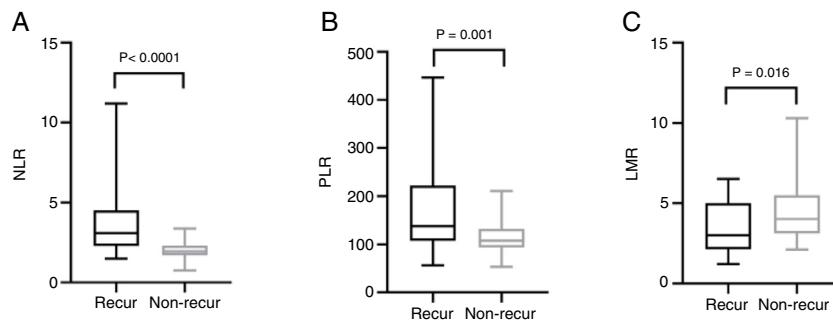 A
15
P< 0.0001
10
NLR
5
0
Recur Non-recur
B
500
P = 0.001
400
300
PLR
200
100
0
Recur Non-recur
C
15
P = 0.016
10
LMR
5
0
Recur Non-recur